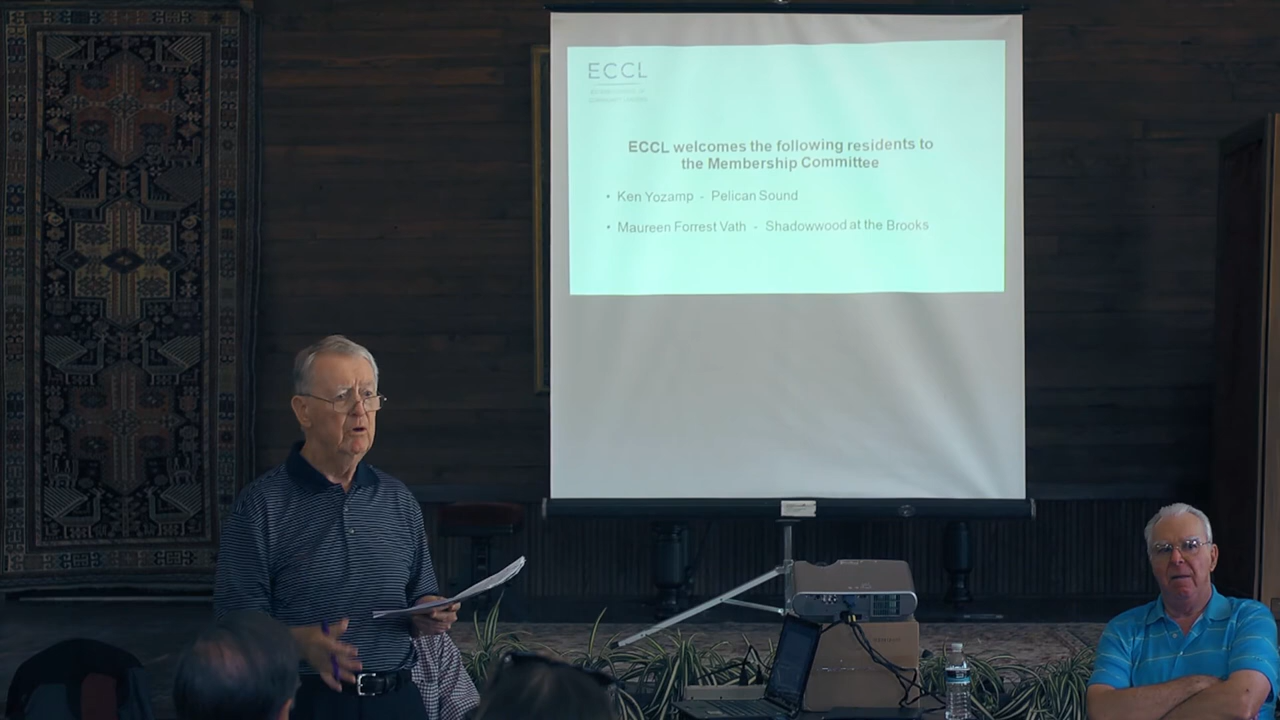 ECCL
ECCL welcomes the following residents to
the Membership Committee
• Ken Yozamp - Pelican Sound
• Maureen Forrest Vath - Shadowwood at the Brooks